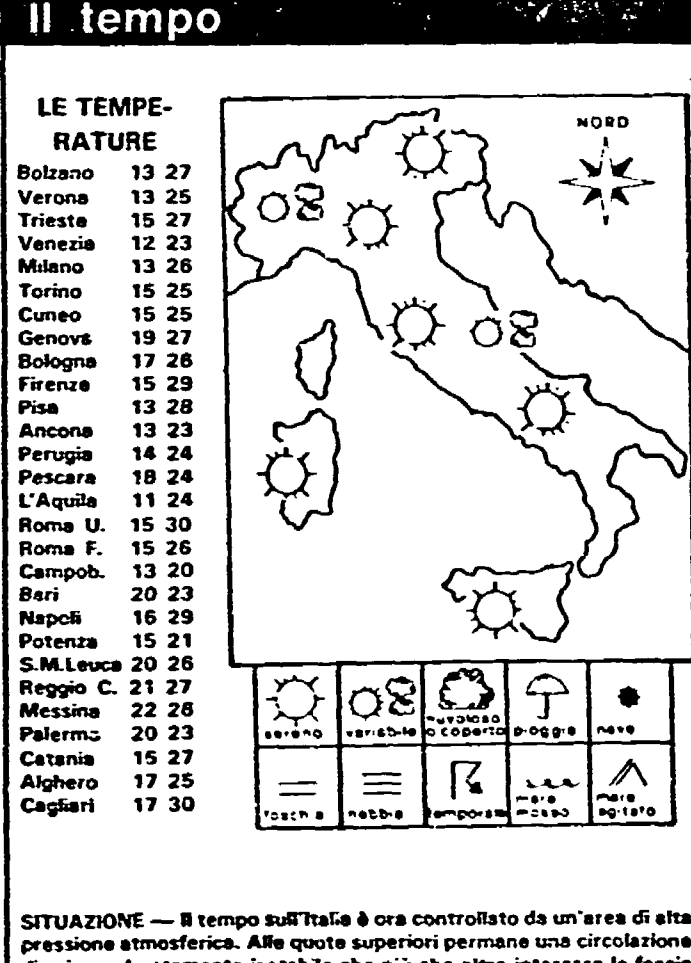 Il tempo
LE TEMPE-
RATURE
Bolzano 13 27
Verona 13 25
Trieste 15 27
Venezia 12 23
Milano 13 26
Torino 15 25
Cuneo 15 25
Genova 19 27
Bologna 17 26
Firenze 15 29
Pisa 13 28
Ancona 13 23
Perugia 14 24
Pescara 18 24
L'Aquila 11 24
Roma U. 15 30
Roma F. 15 26
Campob. 13 20
Bari 20 23
Napoli 16 29
Potenza 15 21
S.M.Leuca 20 26
Reggio C. 21 27
Messina 22 26
Palermo 20 23
Catania 15 27
Alghero 17 25
Cagliari 17 30
NORD
sereno variabile nuvoloso o coperto pioggia neve
foschia nebbia temporale mare mosso mare agitato
SITUAZIONE — Il tempo sull'Italia è ora controllato da un'area di alta
pressione atmosferica. Alle quote superiori permane una circolazione